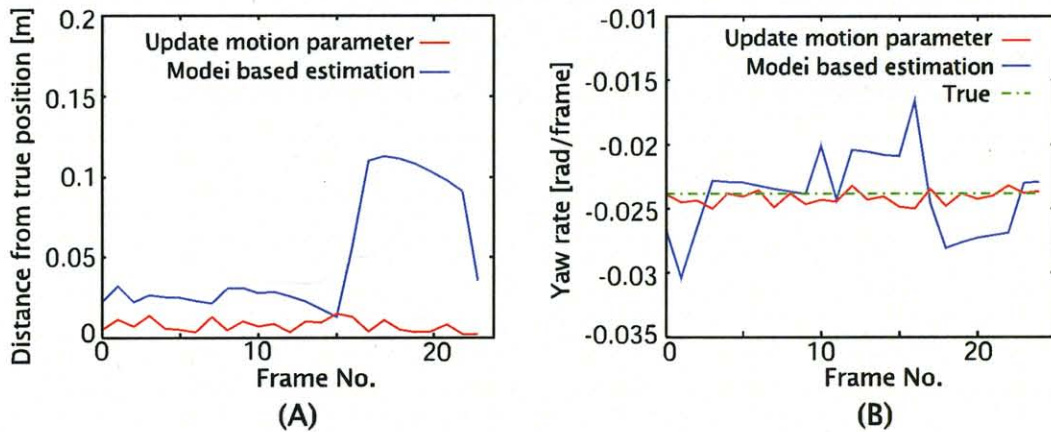 0.2
0.15
0.1
0.05
0
Distance from true position [m]
Update motion parameter
Modei based estimation
0
10
20
Frame No.
(A)
-0.01
-0.015
-0.02
-0.025
-0.03
-0.035
Yaw rate [rad/frame]
Update motion parameter
Modei based estimation
True
0
10
20
Frame No.
(B)